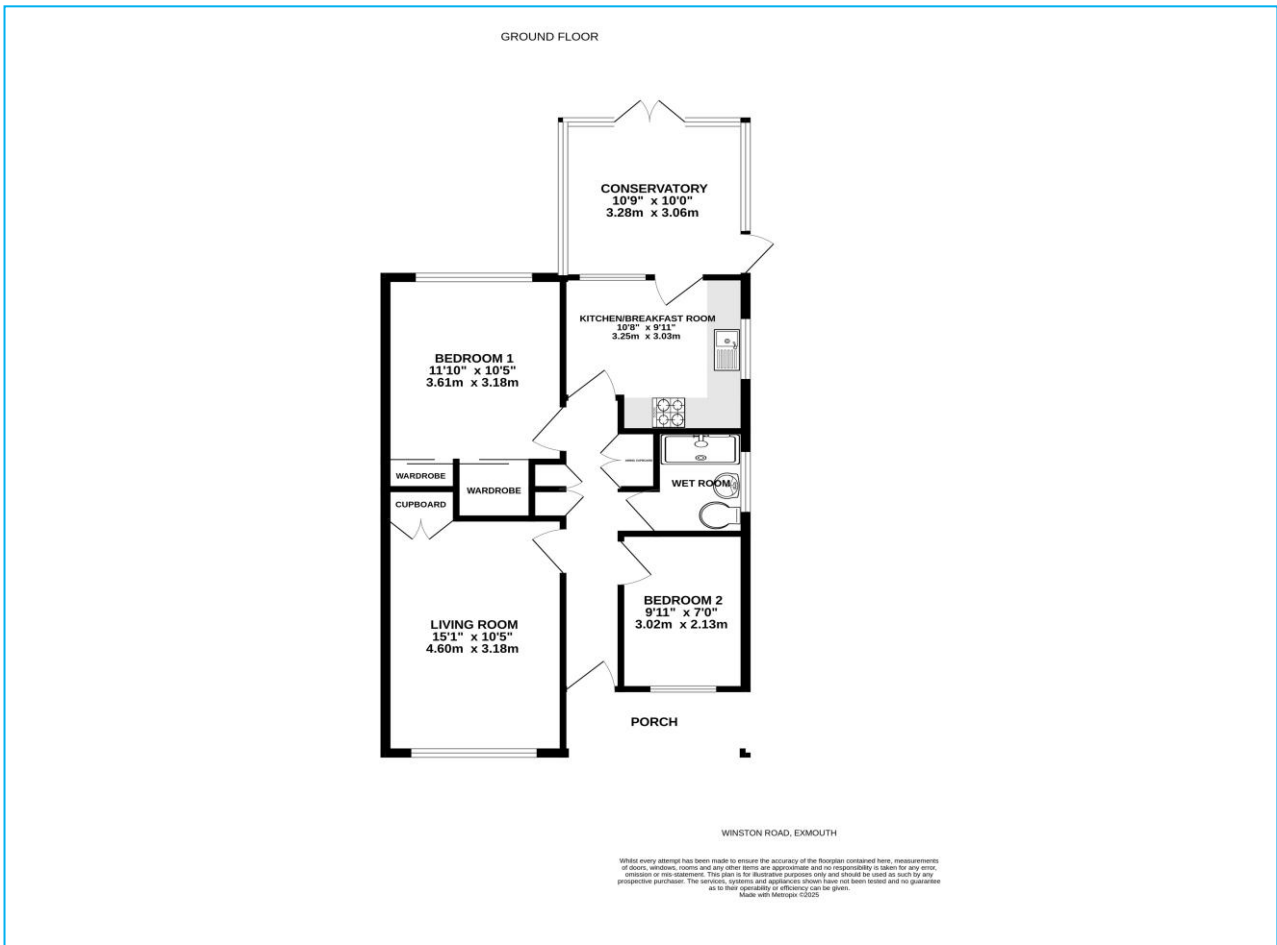 GROUND FLOOR
CONSERVATORY
10'9" x 10'0"
3.28m x 3.06m
KITCHEN/BREAKFAST ROOM
10'8" x 9'11"
3.25m x 3.03m
BEDROOM 1
11'10" x 10'5"
3.61m x 3.18m
WARDROBE
WARDROBE
CUPBOARD
WET ROOM
BEDROOM 2
9'11" x 7'0"
3.02m x 2.13m
LIVING ROOM
15'1" x 10'5"
4.60m x 3.18m
PORCH
WINSTON ROAD, EXMOUTH
Whilst every attempt has been made to ensure the accuracy of the floorplan contained here, measurements
of doors, windows, rooms and any other items are approximate and no responsibility is taken for any error,
omission or mis-statement. This plan is for illustrative purposes only and should be used as such by any
prospective purchaser. The services, systems and appliances shown have not been tested and no guarantee
as to their operability or efficiency can be given.
Made with Metropix ©2025